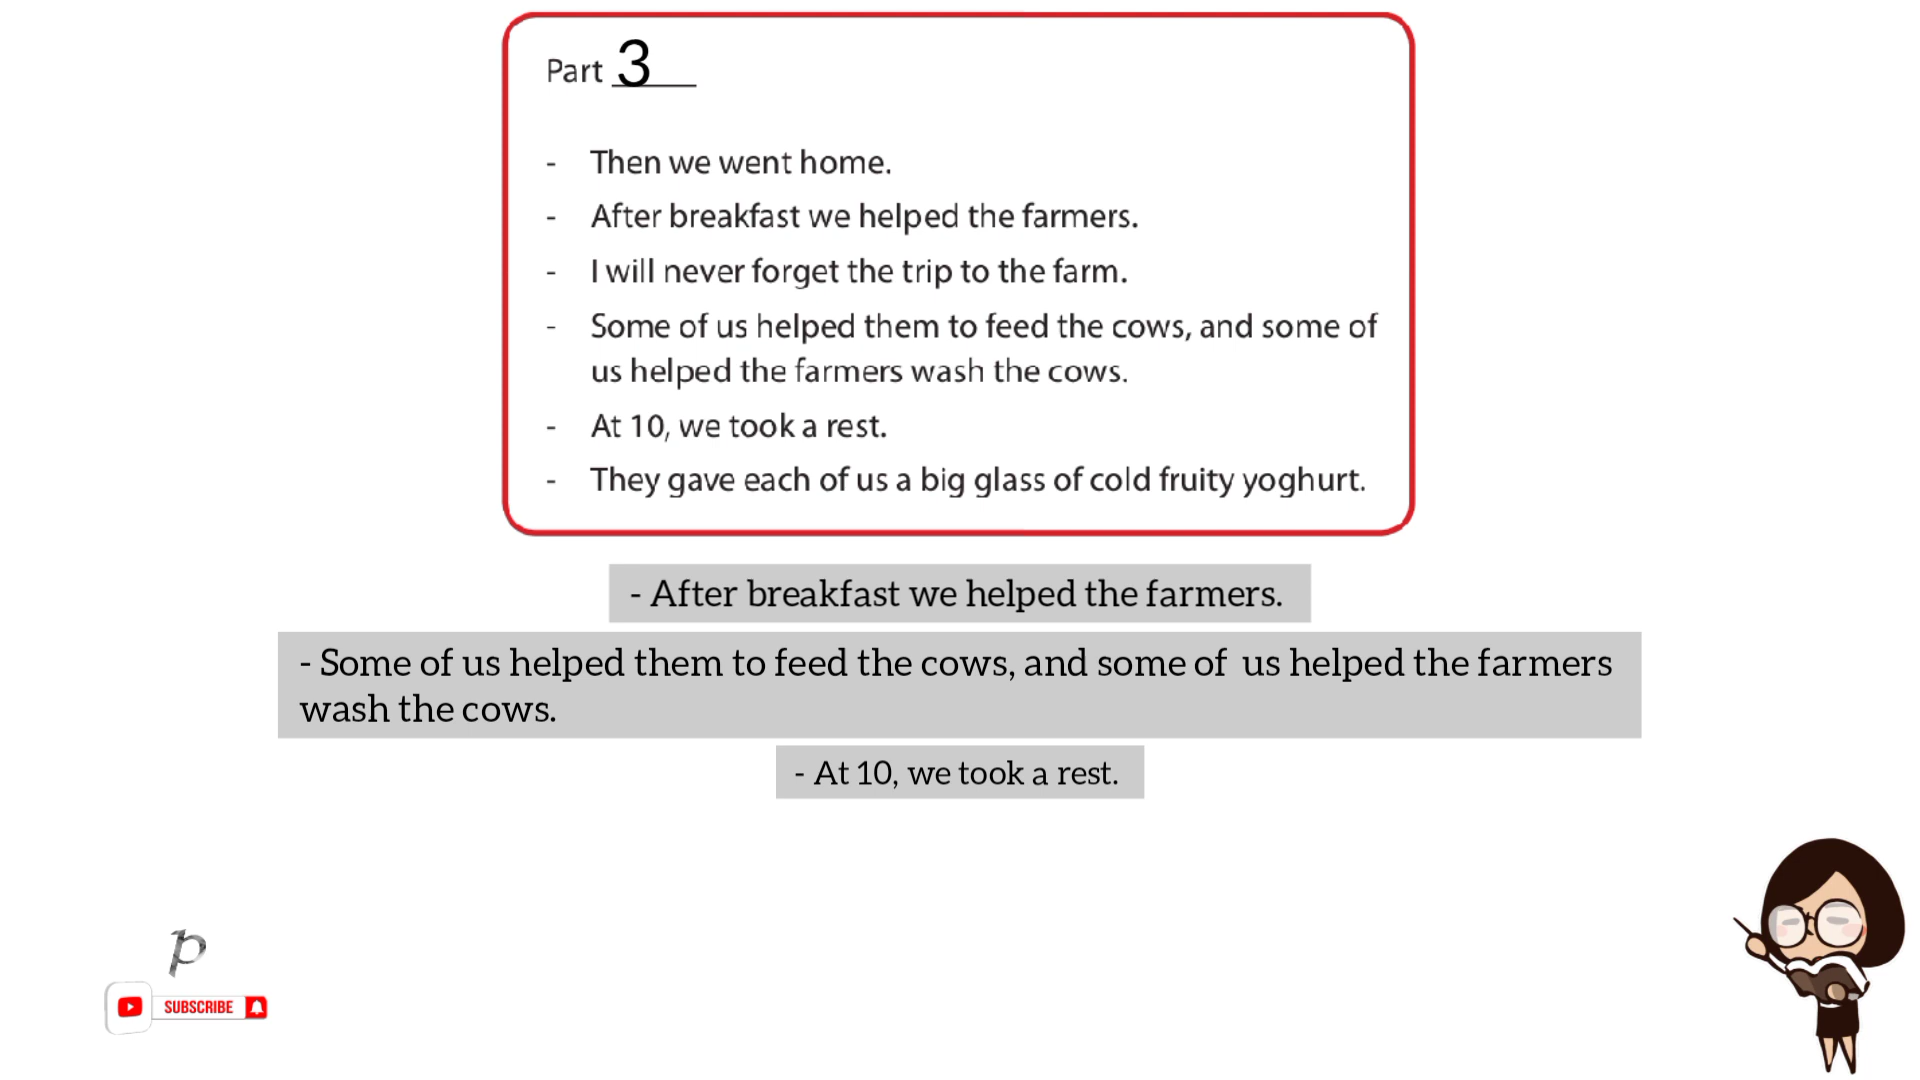 Part 3
- Then we went home.
- After breakfast we helped the farmers.
- I will never forget the trip to the farm.
- Some of us helped them to feed the cows, and some of
us helped the farmers wash the cows.
- At 10, we took a rest.
- They gave each of us a big glass of cold fruity yoghurt.
- After breakfast we helped the farmers.
- Some of us helped them to feed the cows, and some of us helped the farmers
wash the cows.
- At 10, we took a rest.
p
SUBSCRIBE